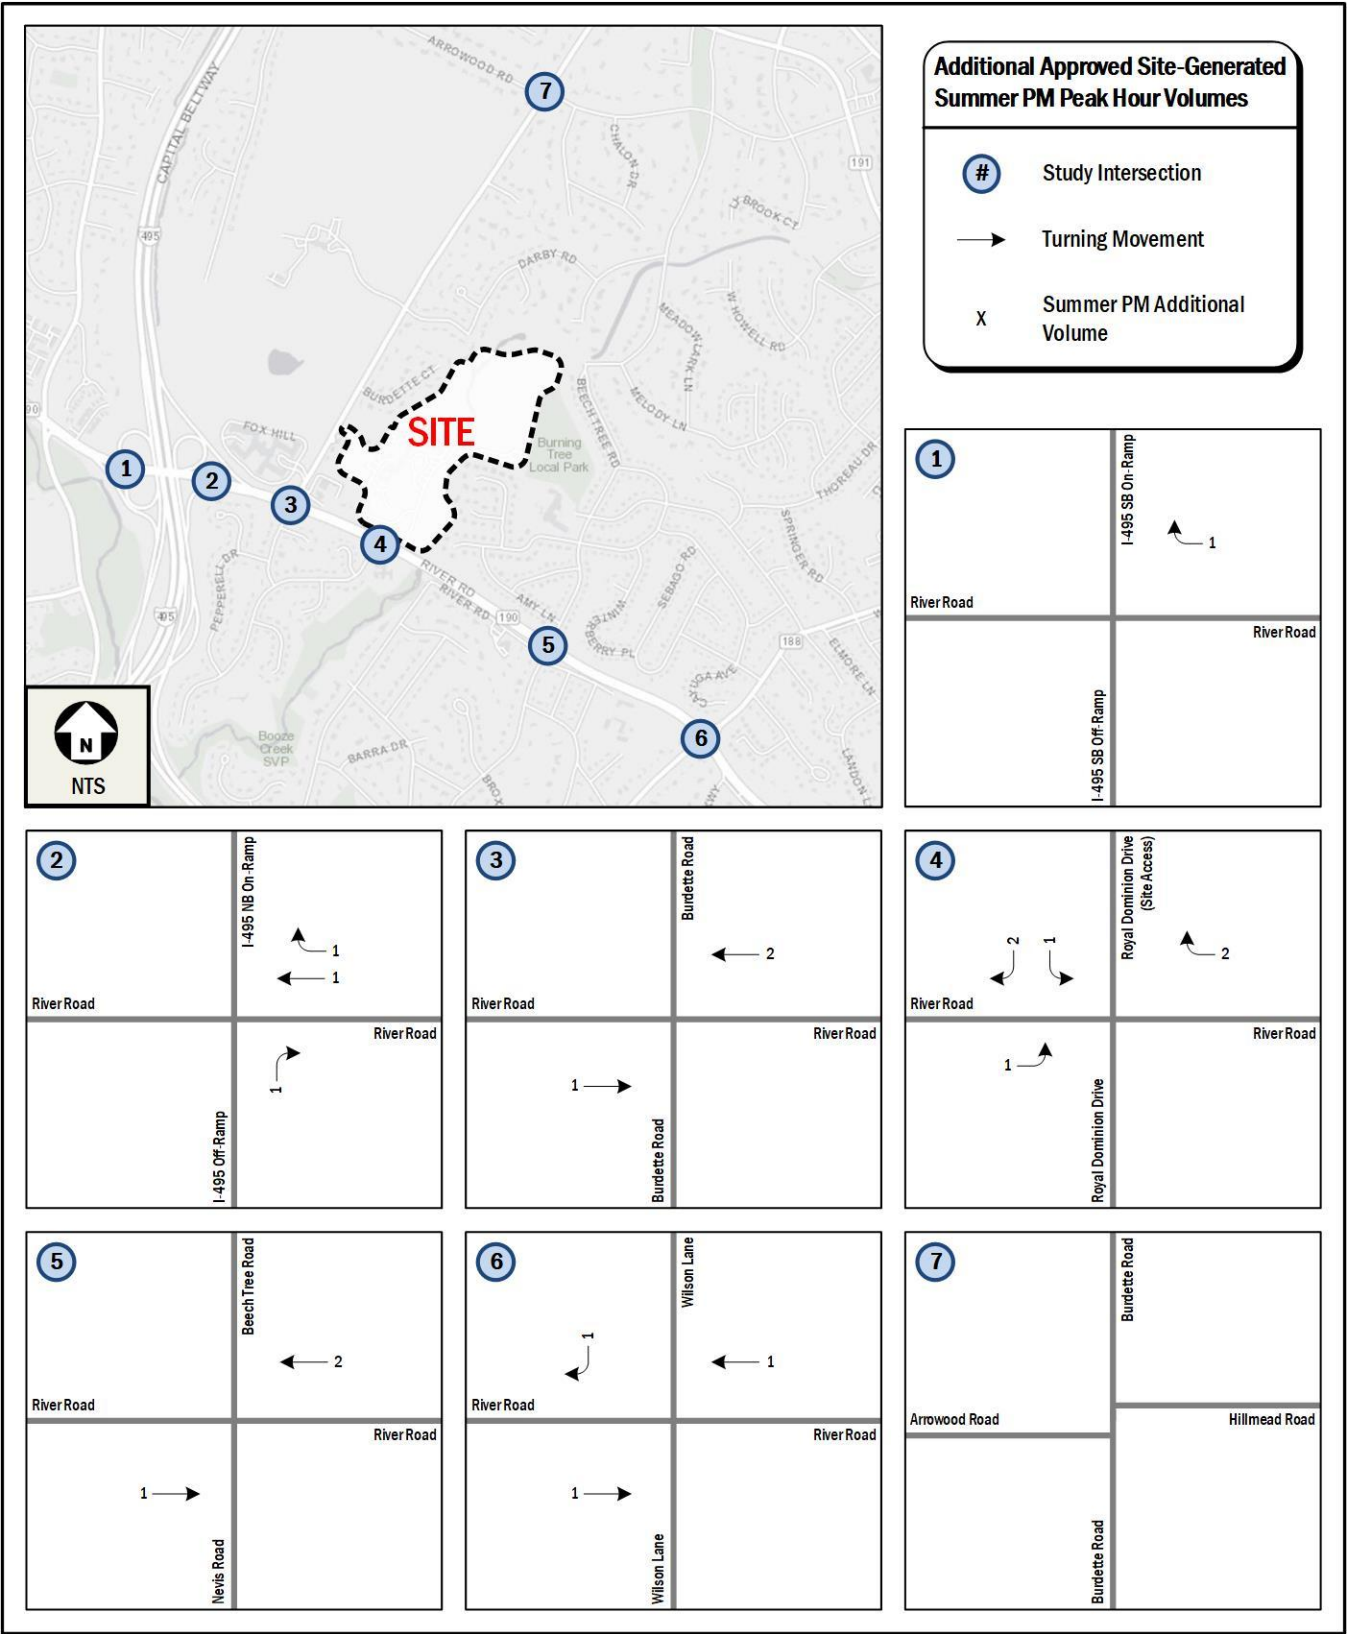 Additional Approved Site-Generated
Summer PM Peak Hour Volumes
#
Study Intersection
Turning Movement
X
Summer PM Additional
Volume
ARROWOOD RD
7
CAPITAL BELTWAY
CHALON DR
191
BROOK CT
495
DARBY RD
W HOWELL RD
MEADOWLARK LN
BURDETTE CT
BEECH TREE RD
MELODY LN
SITE
FOX HILL
Burning
Tree
Local Park
THOREAU DR
1
2
3
4
SPRINGER RD
PEPPERELL DR
RIVER RD
RIVER RD
SEBAGO RD
AMY LN
190
WINTER
BERRY PL
495
5
188
ELMORE LN
CAYUGA AVE
6
N
NTS
Booze
Creek
SVP
BARRA DR
1
I-495 SB On-Ramp
1
River Road
River Road
I-495 SB Off-Ramp
2
I-495 NB On-Ramp
1
1
River Road
River Road
1
I-495 Off-Ramp
3
Burdette Road
2
River Road
River Road
1
Burdette Road
4
Royal Dominion Drive
(Site Access)
2
1
2
River Road
River Road
1
Royal Dominion Drive
5
Beech Tree Road
2
River Road
River Road
1
Nevis Road
6
Wilson Lane
1
1
River Road
River Road
1
Wilson Lane
7
Burdette Road
Arrowood Road
Hillmead Road
Burdette Road